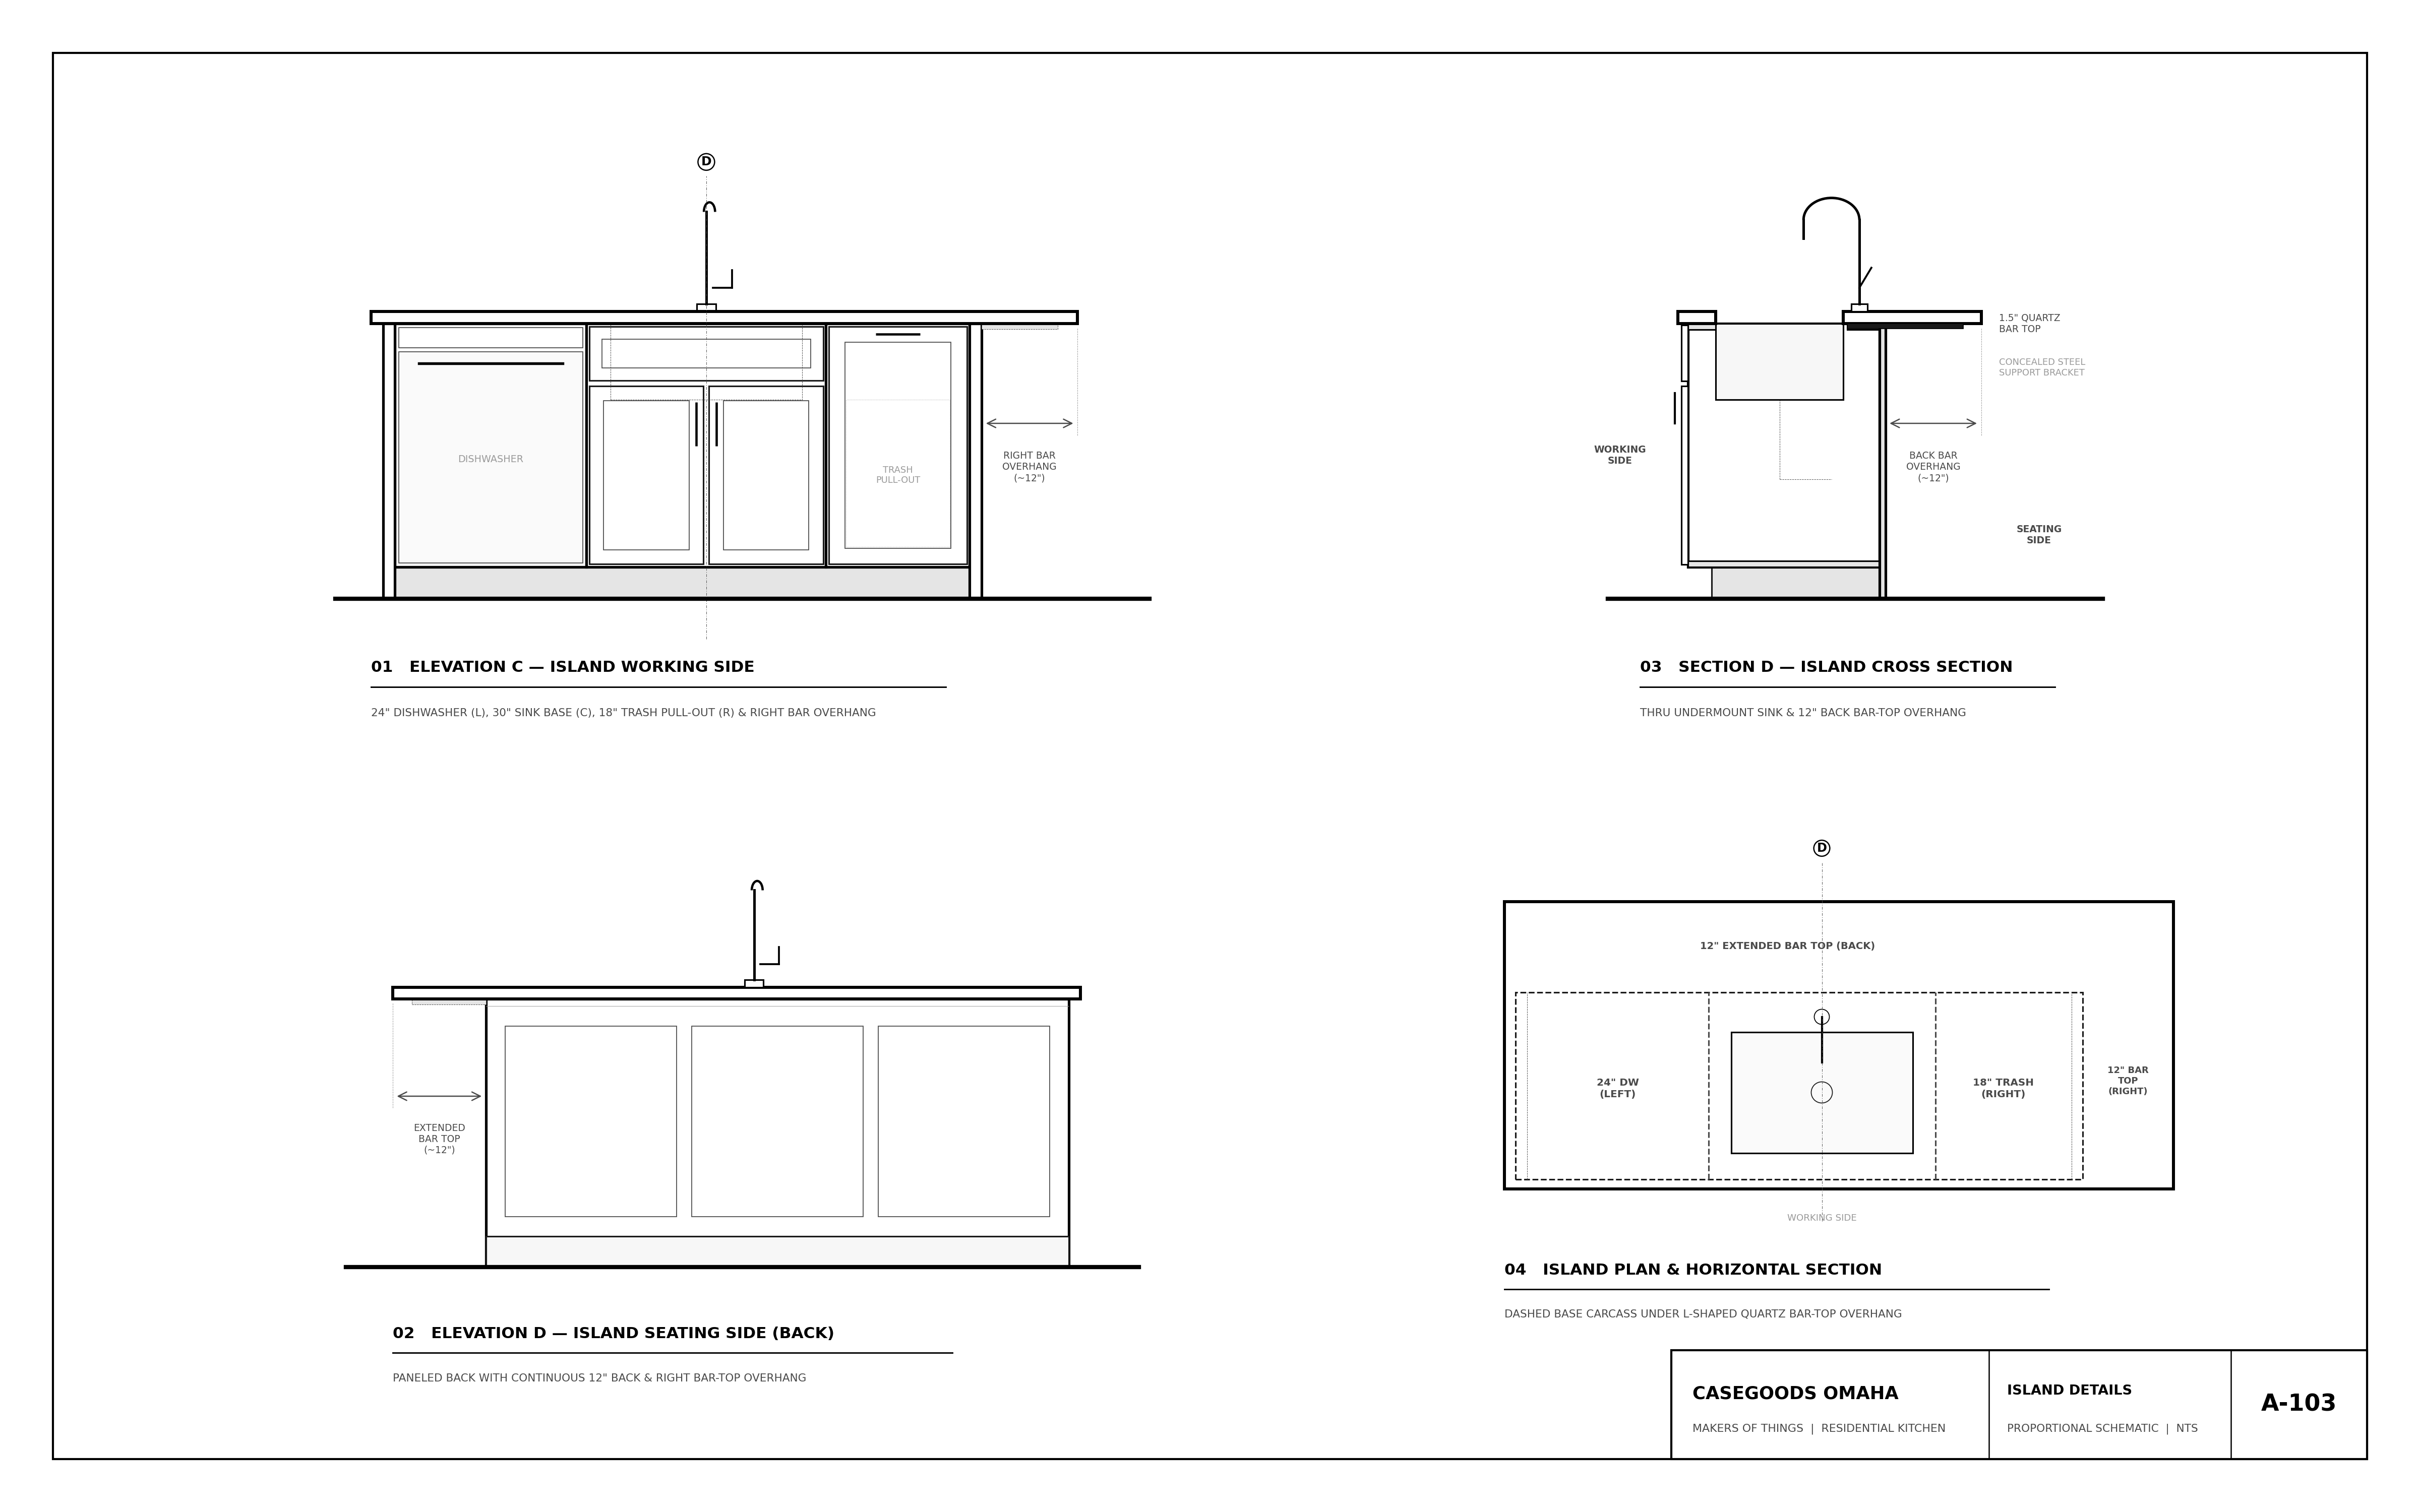 D
DISHWASHER
TRASH
PULL-OUT
RIGHT BAR
OVERHANG
(~12")
01 ELEVATION C — ISLAND WORKING SIDE
24" DISHWASHER (L), 30" SINK BASE (C), 18" TRASH PULL-OUT (R) & RIGHT BAR OVERHANG
1.5" QUARTZ
BAR TOP
CONCEALED STEEL
SUPPORT BRACKET
WORKING
SIDE
BACK BAR
OVERHANG
(~12")
SEATING
SIDE
03 SECTION D — ISLAND CROSS SECTION
THRU UNDERMOUNT SINK & 12" BACK BAR-TOP OVERHANG
EXTENDED
BAR TOP
(~12")
02 ELEVATION D — ISLAND SEATING SIDE (BACK)
PANELED BACK WITH CONTINUOUS 12" BACK & RIGHT BAR-TOP OVERHANG
D
12" EXTENDED BAR TOP (BACK)
24" DW
(LEFT)
18" TRASH
(RIGHT)
12" BAR
TOP
(RIGHT)
WORKING SIDE
04 ISLAND PLAN & HORIZONTAL SECTION
DASHED BASE CARCASS UNDER L-SHAPED QUARTZ BAR-TOP OVERHANG
CASEGOODS OMAHA
MAKERS OF THINGS | RESIDENTIAL KITCHEN
ISLAND DETAILS
PROPORTIONAL SCHEMATIC | NTS
A-103